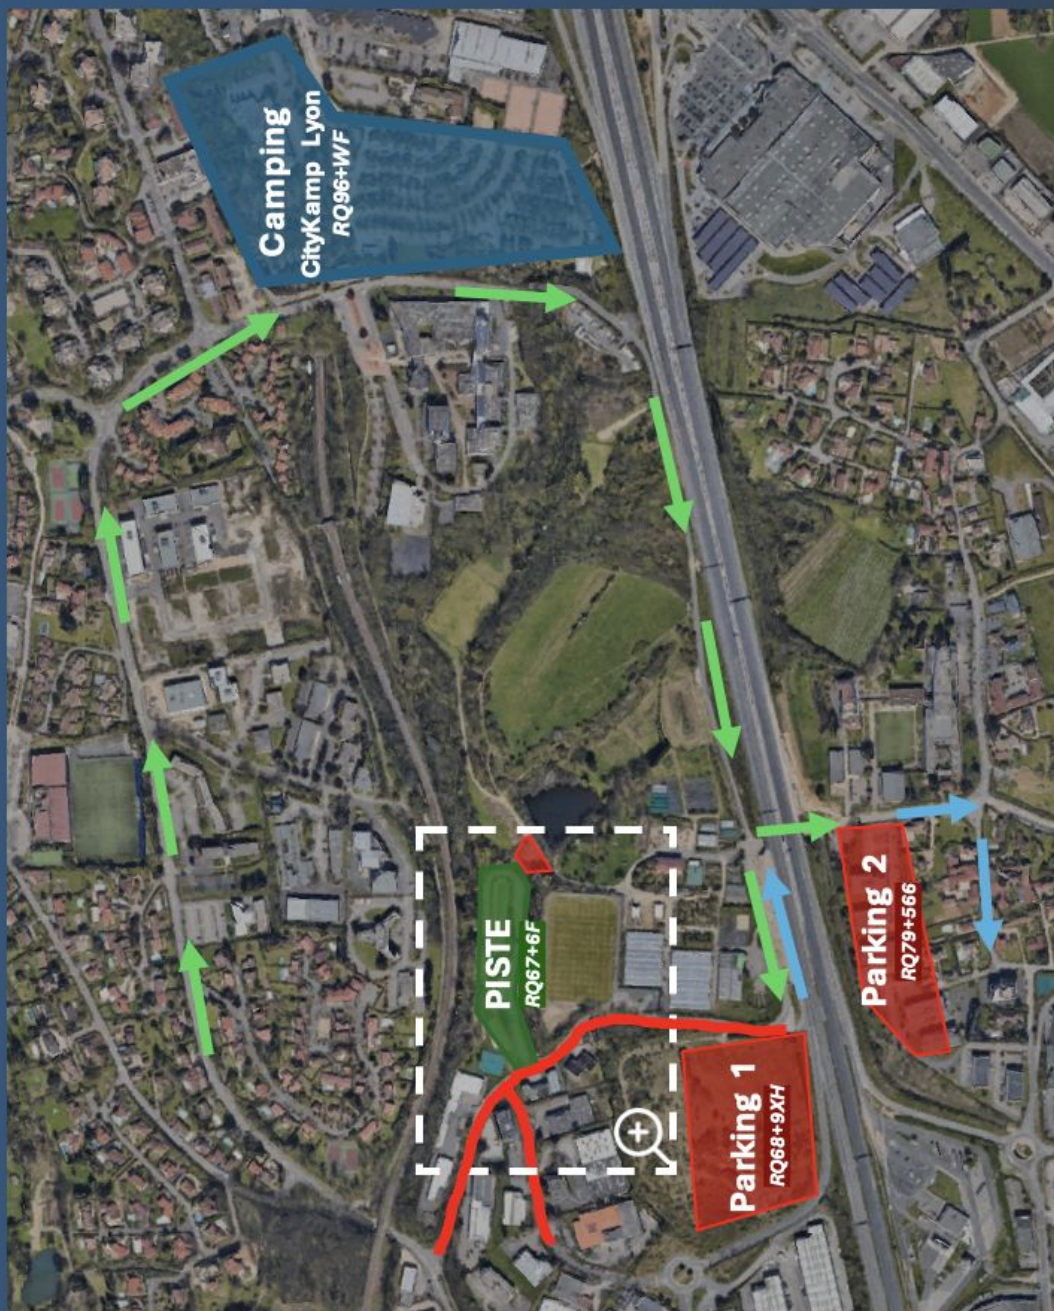 Camping
CityKamp Lyon
RQ96+WF
PISTE
RQ67+6F
Parking 1
RQ68+9XH
Parking 2
RQ79+566